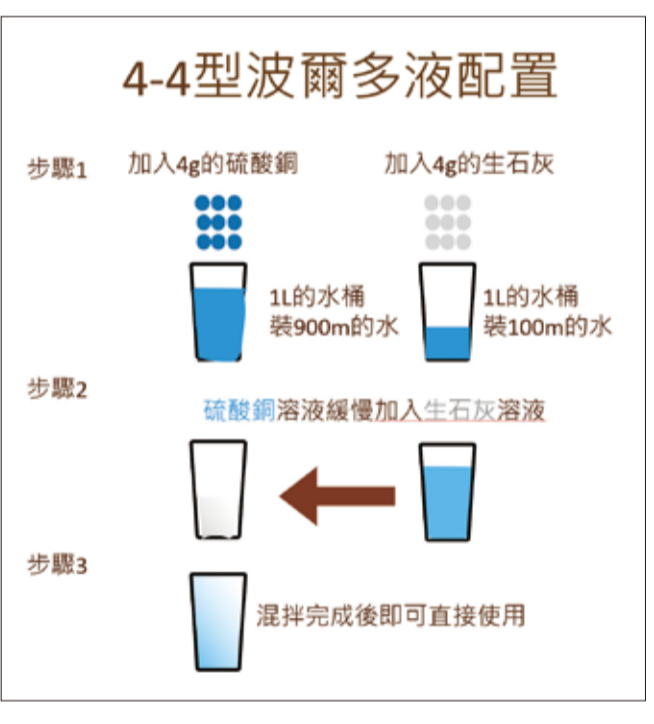 4-4型波爾多液配置
步驟1
加入4g的硫酸銅
加入4g的生石灰
1L的水桶
裝900m的水
1L的水桶
裝100m的水
步驟2
硫酸銅溶液緩慢加入生石灰溶液
步驟3
混拌完成後即可直接使用